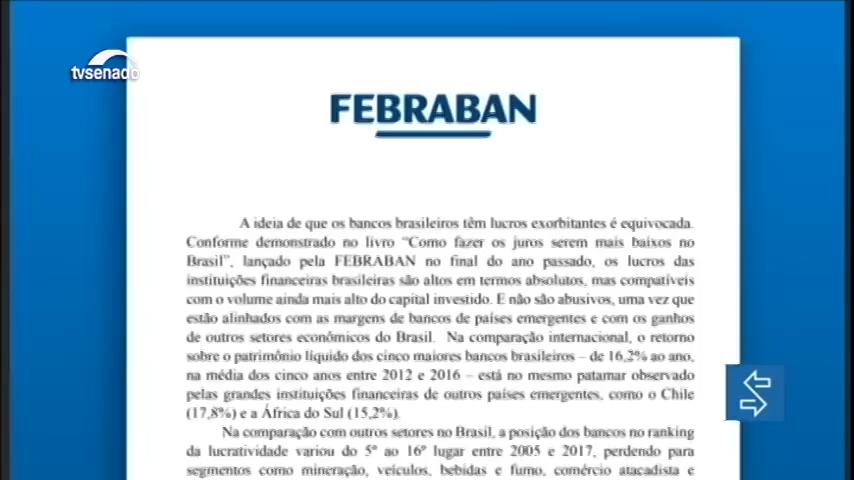 tvsenado
FEBRABAN
A ideia de que os bancos brasileiros têm lucros exorbitantes é equivocada.
Conforme demonstrado no livro “Como fazer os juros serem mais baixos no
Brasil”, lançado pela FEBRABAN no final do ano passado, os lucros das
instituições financeiras brasileiras são altos em termos absolutos, mas compatíveis
com o volume ainda mais alto do capital investido. E não são abusivos, uma vez que
estão alinhados com as margens de bancos de países emergentes e com os ganhos
de outros setores econômicos do Brasil. Na comparação internacional, o retorno
sobre o patrimônio líquido dos cinco maiores bancos brasileiros – de 16,2% ao ano,
na média dos cinco anos entre 2012 e 2016 – está no mesmo patamar observado
pelas grandes instituições financeiras de outros países emergentes, como o Chile
(17,8%) e a África do Sul (15,2%).
Na comparação com outros setores no Brasil, a posição dos bancos no ranking
da lucratividade variou do 5º ao 16º lugar entre 2005 e 2017, perdendo para
segmentos como mineração, veículos, bebidas e fumo, comércio atacadista e